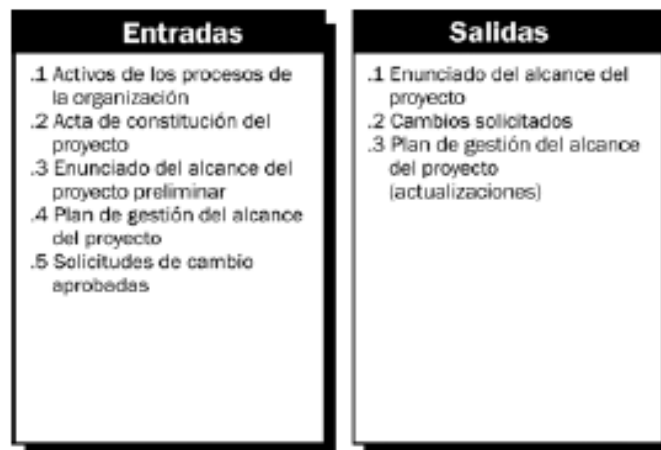 Entradas
.1 Activos de los procesos de
la organización
.2 Acta de constitución del
proyecto
.3 Enunciado del alcance del
proyecto preliminar
.4 Plan de gestión del alcance
del proyecto
.5 Solicitudes de cambio
aprobadas
Salidas
.1 Enunciado del alcance del
proyecto
.2 Cambios solicitados
.3 Plan de gestión del alcance
del proyecto
(actualizaciones)